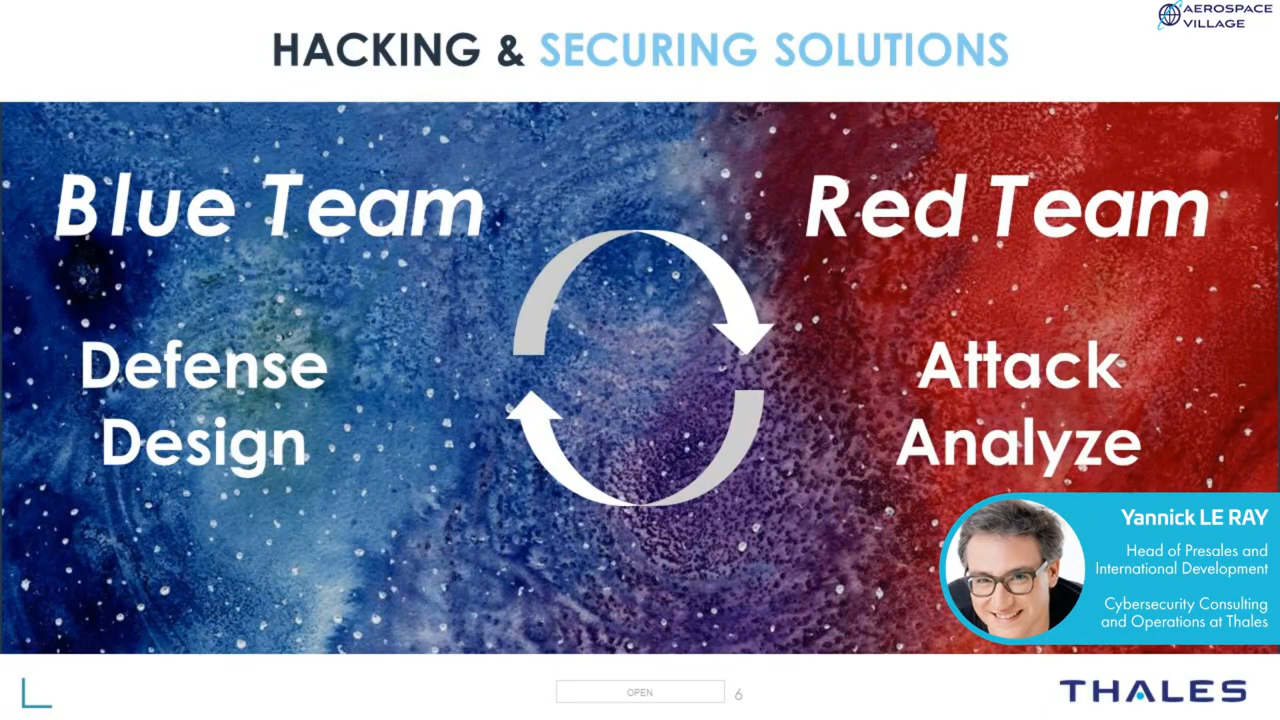 AEROSPACE
VILLAGE
HACKING & SECURING SOLUTIONS
Blue Team
Red Team
Defense
Design
Attack
Analyze
Yannick LE RAY
Head of Presales and
International Development
Cybersecurity Consulting
and Operations at Thales
OPEN
6
THALES